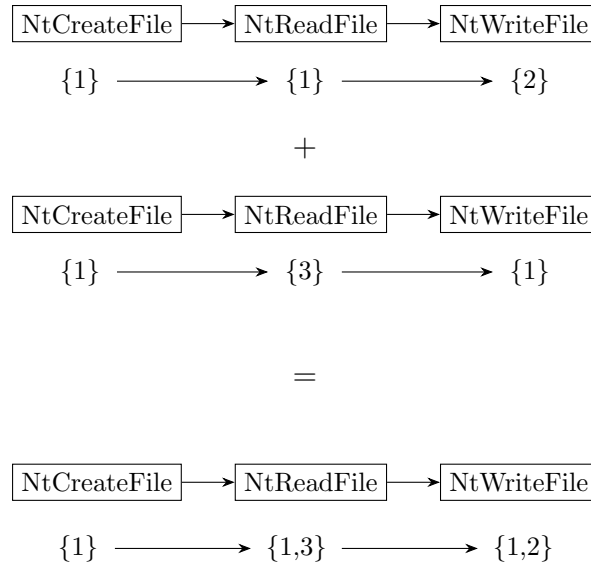 NtCreateFile NtReadFile NtWriteFile
{1} {1} {2}
+
NtCreateFile NtReadFile NtWriteFile
{1} {3} {1}
=
NtCreateFile NtReadFile NtWriteFile
{1} {1,3} {1,2}